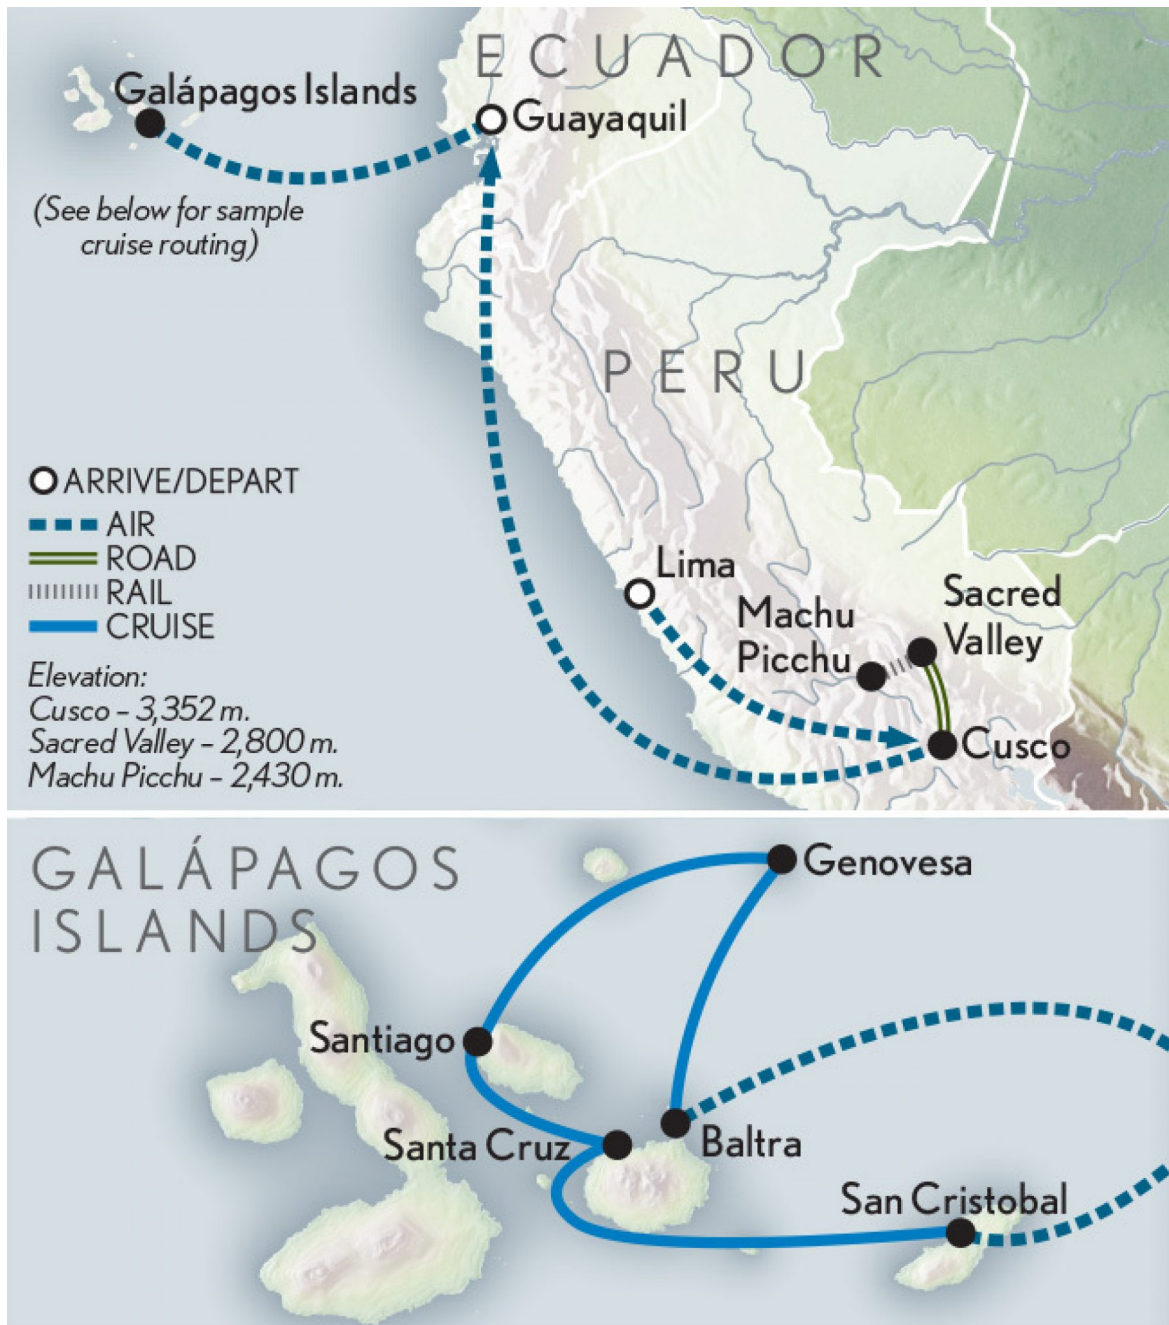 ECUADOR
Galápagos Islands
Guayaquil
(See below for sample
cruise routing)
PERU
ARRIVE/DEPART
AIR
ROAD
RAIL
CRUISE
Lima
Machu
Picchu
Sacred
Valley
Cusco
Elevation:
Cusco – 3,352 m.
Sacred Valley – 2,800 m.
Machu Picchu – 2,430 m.
GALÁPAGOS
ISLANDS
Genovesa
Santiago
Santa Cruz
Baltra
San Cristobal